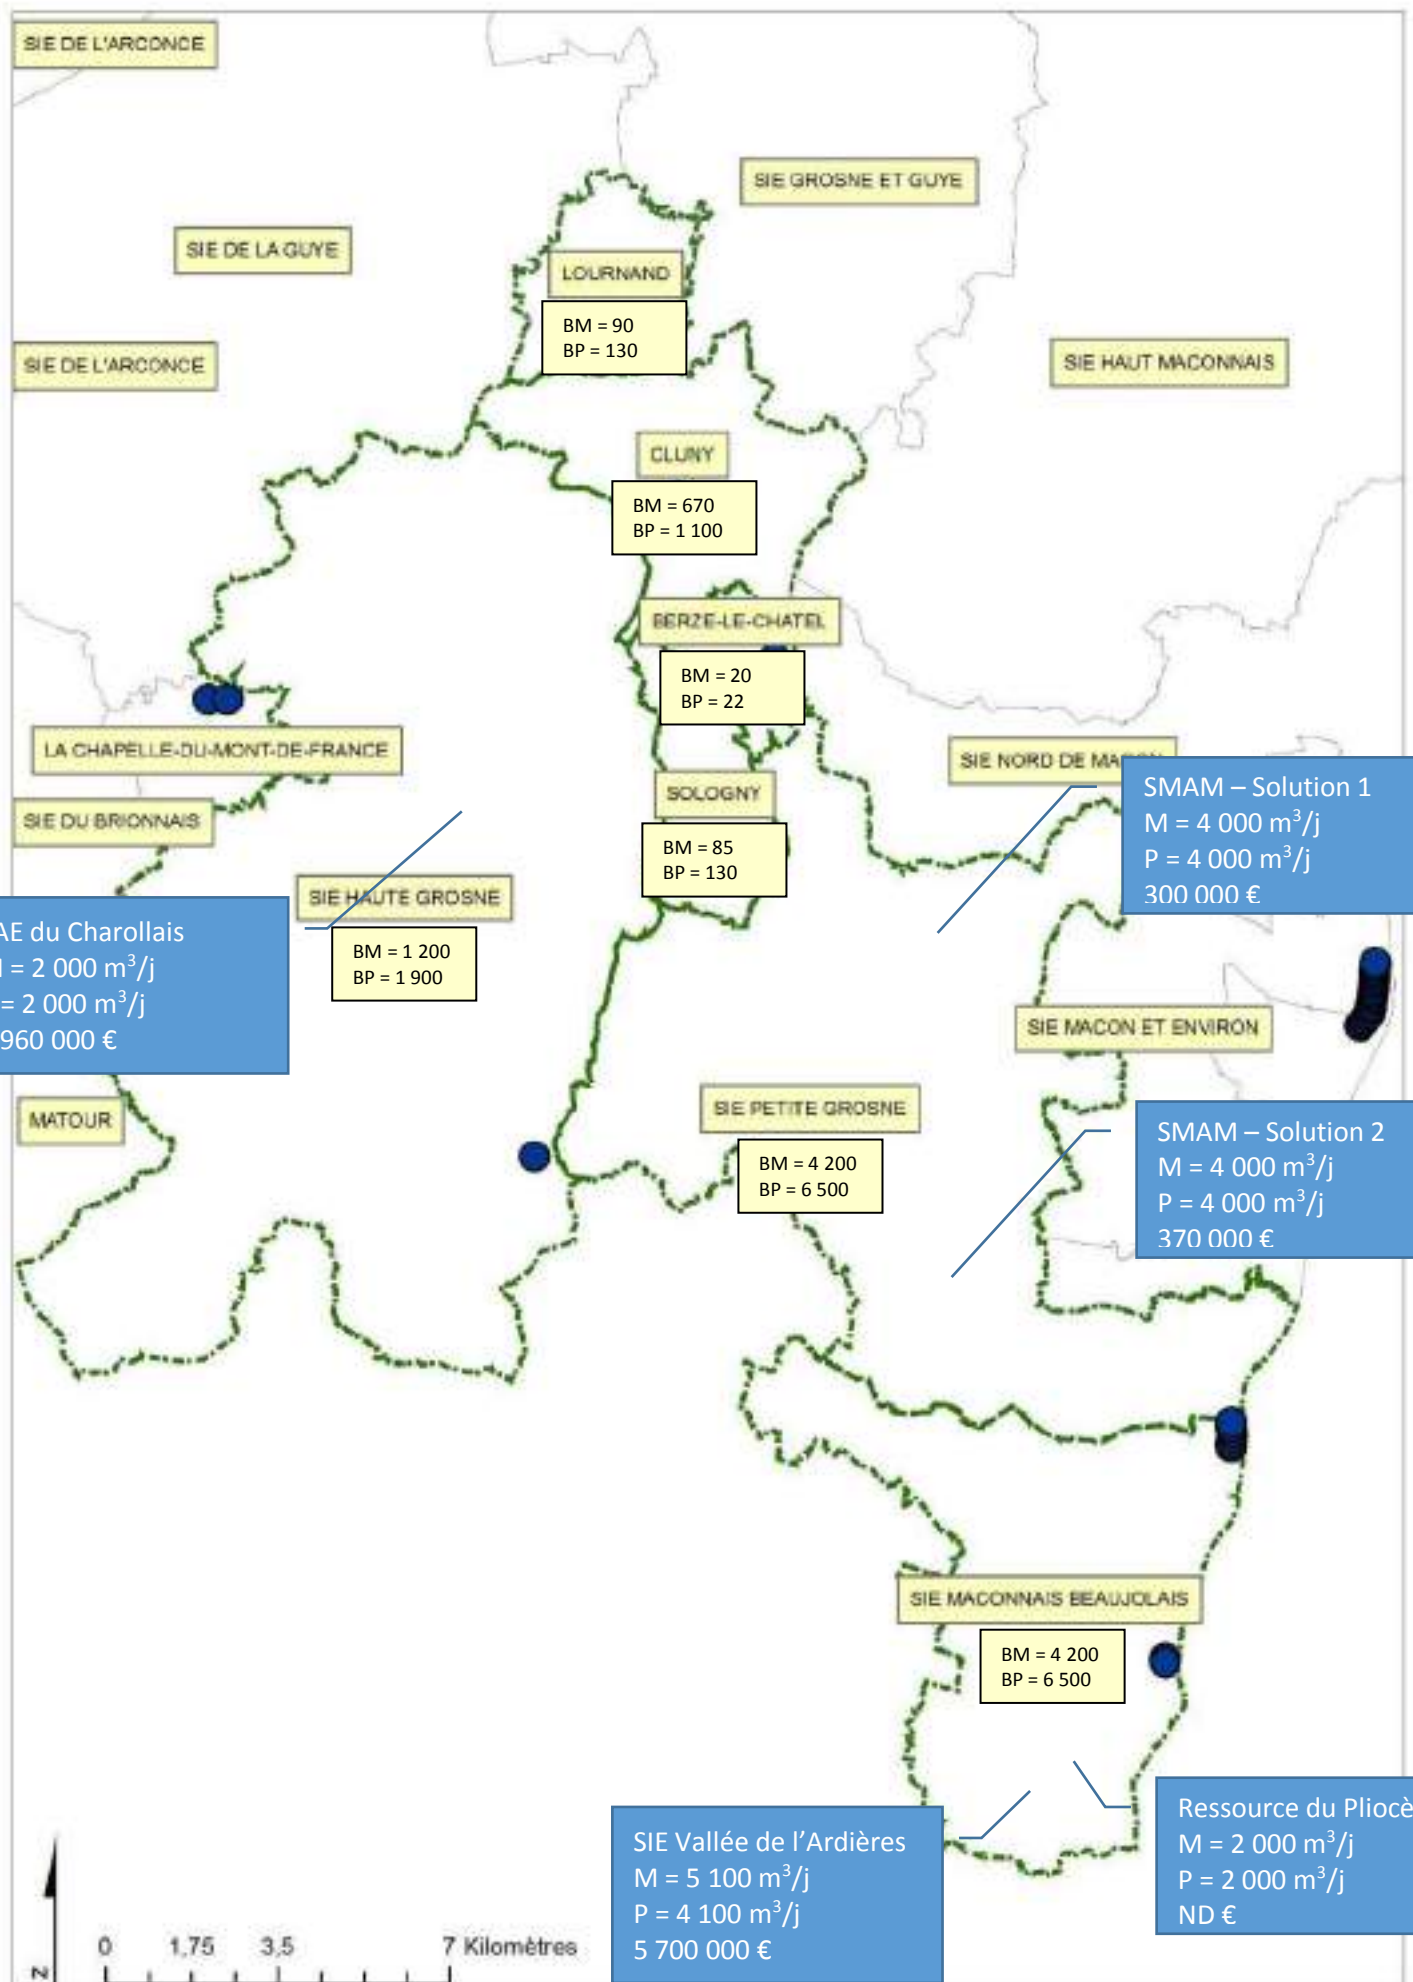 SIE DE L'ARCONCE
SIE GROSNE ET GUYE
SIE DE LA GUYE
LOURNAND
BM = 90
BP = 130
SIE DE L'ARCONCE
SIE HAUT MACONNAIS
CLUNY
BM = 670
BP = 1 100
BERZE-LE-CHATEL
BM = 20
BP = 22
LA CHAPELLE-DU-MONT-DE-FRANCE
SIE NORD DE MACON
SOLOGNY
BM = 85
BP = 130
SMAM – Solution 1
M = 4 000 m³/j
P = 4 000 m³/j
300 000 €
SIE DU BRIONNAIS
SIE HAUTE GROSNE
BM = 1 200
BP = 1 900
AE du Charollais
= 2 000 m³/j
= 2 000 m³/j
960 000 €
SIE MACON ET ENVIRON
MATOUR
SIE PETITE GROSNE
BM = 4 200
BP = 6 500
SMAM – Solution 2
M = 4 000 m³/j
P = 4 000 m³/j
370 000 €
SIE MACONNAIS BEAUJOLAIS
BM = 4 200
BP = 6 500
SIE Vallée de l'Ardières
M = 5 100 m³/j
P = 4 100 m³/j
5 700 000 €
Ressource du Pliocè
M = 2 000 m³/j
P = 2 000 m³/j
ND €
0 1,75 3,5 7 Kilomètres
Z